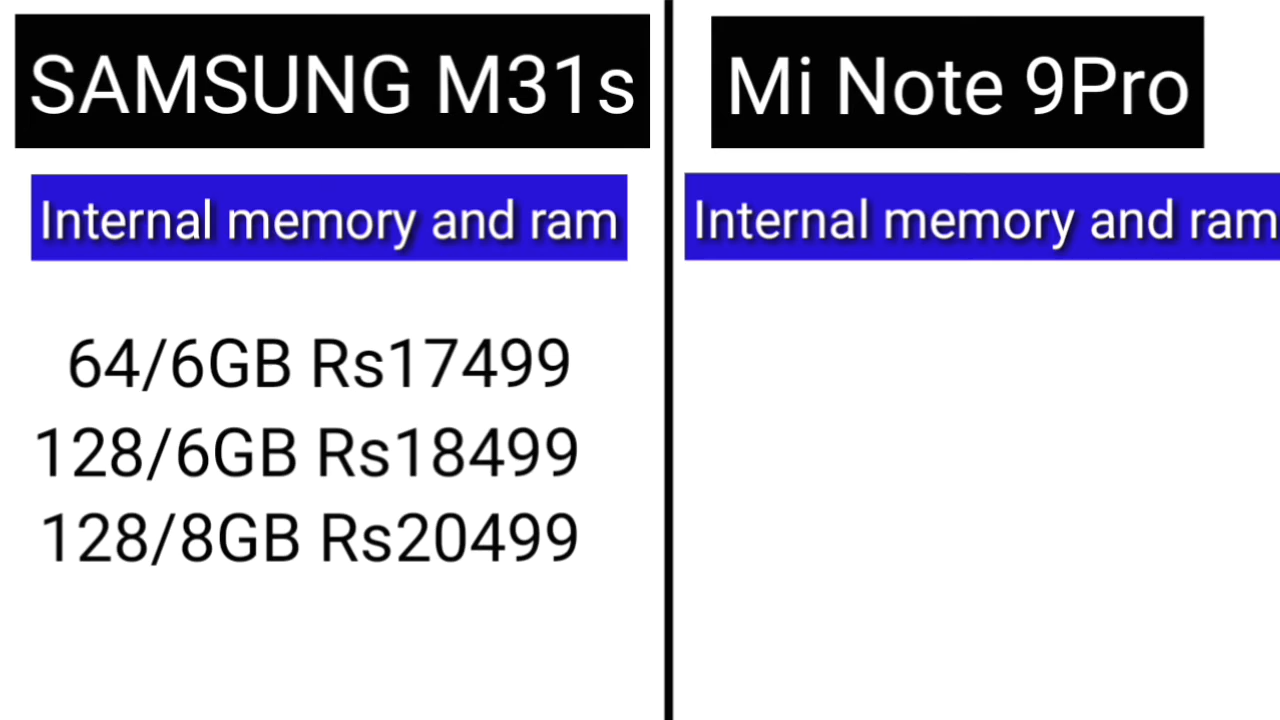 SAMSUNG M31s
Internal memory and ram
64/6GB Rs17499
128/6GB Rs18499
128/8GB Rs20499
Mi Note 9Pro
Internal memory and ram